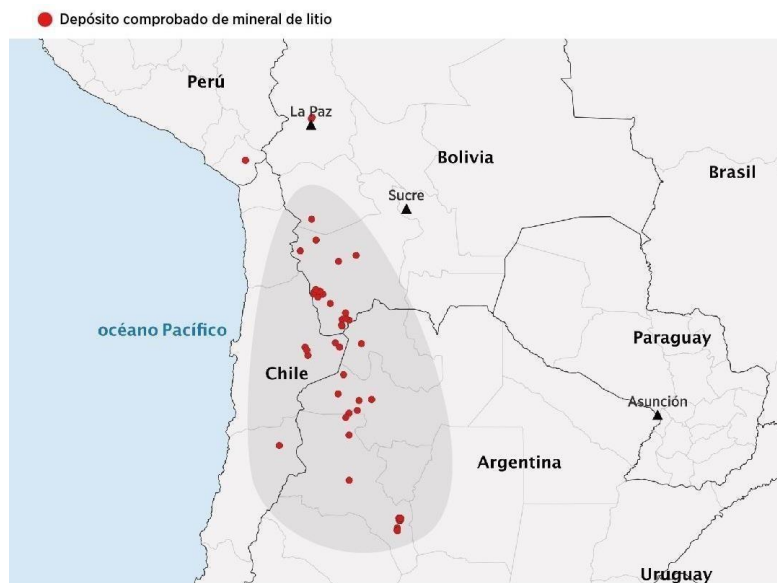 Depósito comprobado de mineral de litio
Perú
La Paz
Bolivia
Brasil
Sucre
océano Pacífico
Paraguay
Chile
Asunción
Argentina
Uruguay